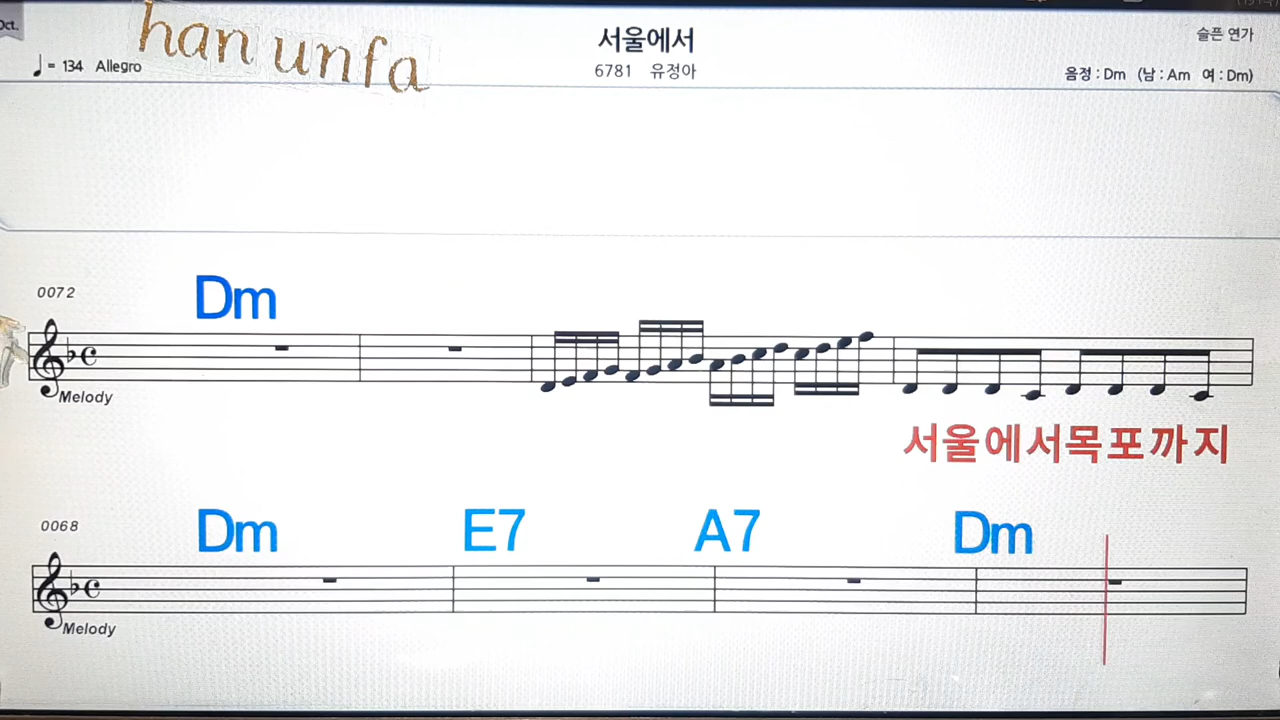 Oct.
han unfa
서울에서
슬픈 연가
♩ = 134 Allegro
6781 유정아
음정 : Dm (남 : Am 여 : Dm)
0072
Dm
Melody
서울에서목포까지
0068
Dm E7 A7 Dm
Melody